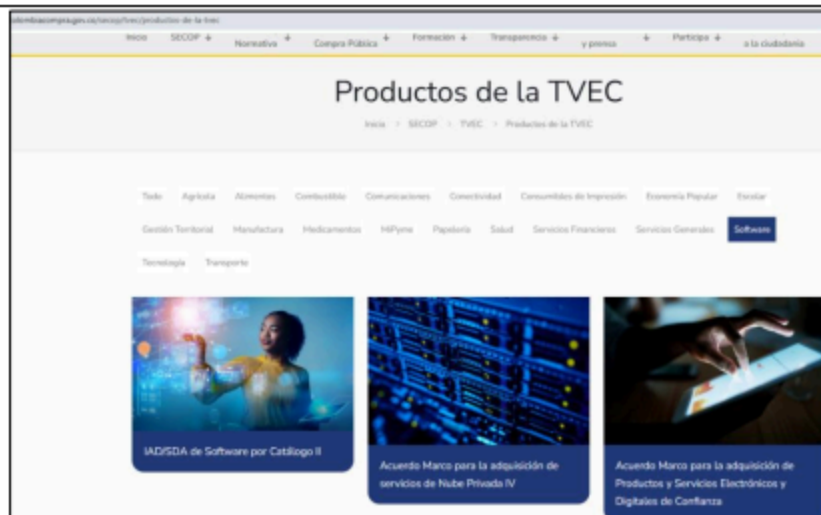 colombiacompra.gov.co/secop/tvec/productos-de-la-tvec
Inicio SECOP Normativa Compra Pública Formación Transparencia y prensa Participa a la ciudadanía
Productos de la TVEC
Inicio > SECOP > TVEC > Productos de la TVEC
Todo Agrícola Alimentos Combustible Comunicaciones Conectividad Consumibles de Impresión Economía Popular Escolar
Gestión Territorial Manufactura Medicamentos MiPyme Papelería Salud Servicios Financieros Servicios Generales Software
Tecnología Transporte
IAD/SDA de Software por Catálogo II
Acuerdo Marco para la adquisición de
servicios de Nube Privada IV
Acuerdo Marco para la adquisición de
Productos y Servicios Electrónicos y
Digitales de Confianza